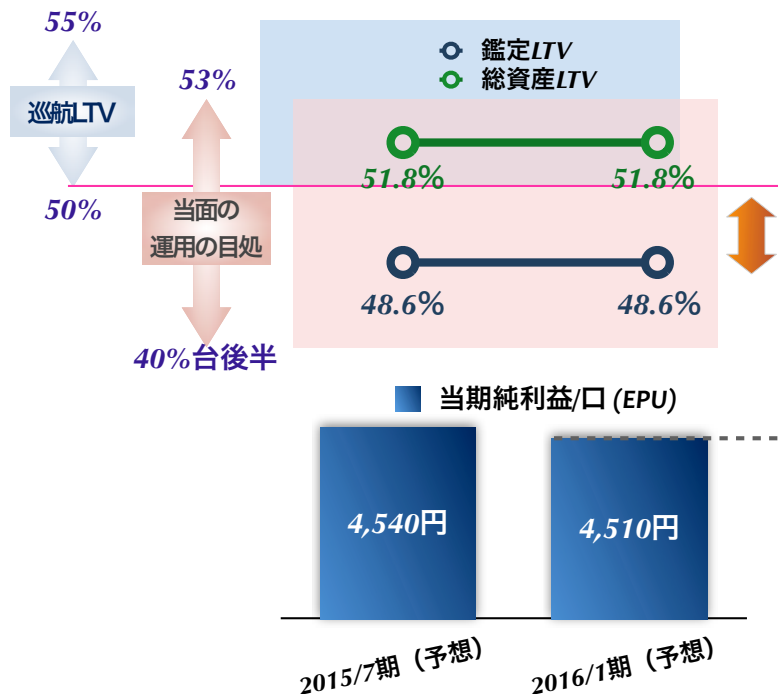 55%
鑑定LTV
総資産LTV
53%
巡航LTV
51.8%
51.8%
50%
当面の
運用の目処
48.6%
48.6%
40%台後半
当期純利益/口 (EPU)
4,540円
4,510円
2015/7期（予想）
2016/1期（予想）